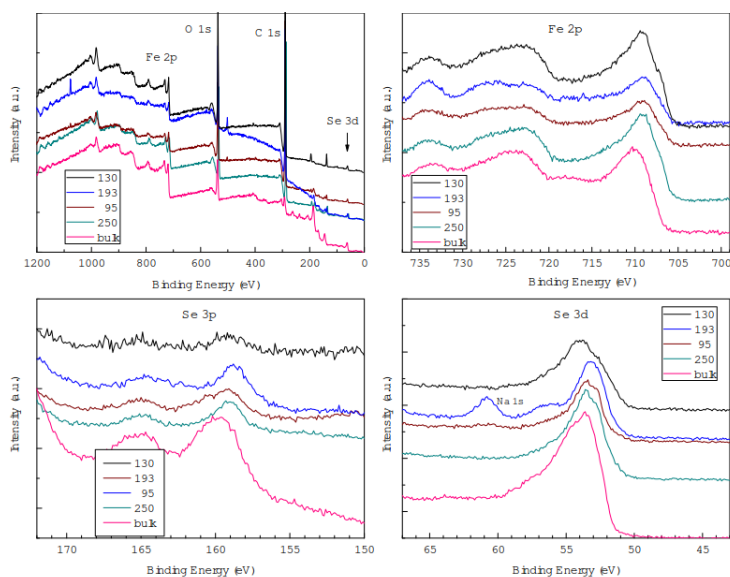 O 1s
C 1s
Fe 2p
Se 3d
Intensity (a.u.)
130
193
95
250
bulk
1200 1000 800 600 400 200 0
Binding Energy (eV)
Fe 2p
Intensity (a.u.)
130
193
95
250
bulk
735 730 725 720 715 710 705 700
Binding Energy (eV)
Se 3p
Intensity (a.u.)
130
193
95
250
bulk
170 165 160 155 150
Binding Energy (eV)
Se 3d
Na 1s
Intensity (a.u.)
130
193
95
250
bulk
65 60 55 50 45
Binding Energy (eV)